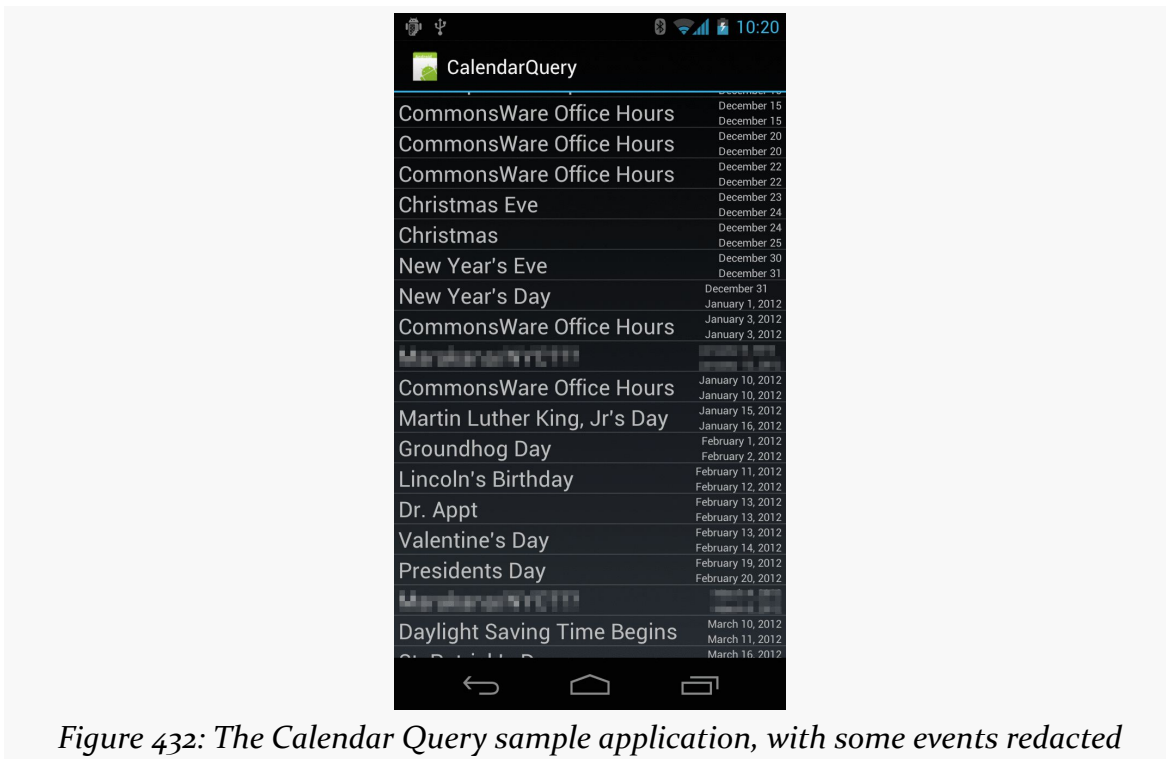 10:20
CalendarQuery
CommonsWare Office Hours
December 15
December 15
CommonsWare Office Hours
December 20
December 20
CommonsWare Office Hours
December 22
December 22
Christmas Eve
December 23
December 24
Christmas
December 24
December 25
New Year's Eve
December 30
December 31
New Year's Day
December 31
January 1, 2012
CommonsWare Office Hours
January 3, 2012
January 3, 2012
CommonsWare Office Hours
January 10, 2012
January 10, 2012
Martin Luther King, Jr's Day
January 15, 2012
January 16, 2012
Groundhog Day
February 1, 2012
February 2, 2012
Lincoln's Birthday
February 11, 2012
February 12, 2012
Dr. Appt
February 13, 2012
February 13, 2012
Valentine's Day
February 13, 2012
February 14, 2012
Presidents Day
February 19, 2012
February 20, 2012
Daylight Saving Time Begins
March 10, 2012
March 11, 2012
March 16, 2012
Figure 432: The Calendar Query sample application, with some events redacted